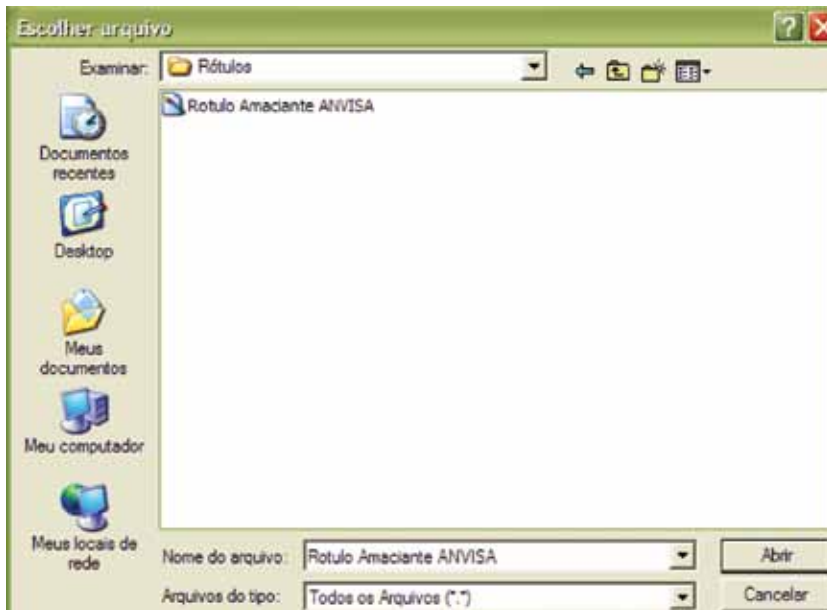 Escolher arquivo
Examinar: Rótulos
Rotulo Amaciante ANVISA
Documentos
recentes
Desktop
Meus
documentos
Meu computador
Meus locais de
rede
Nome do arquivo: Rotulo Amaciante ANVISA Abrir
Arquivos do tipo: Todos os Arquivos (*.*) Cancelar